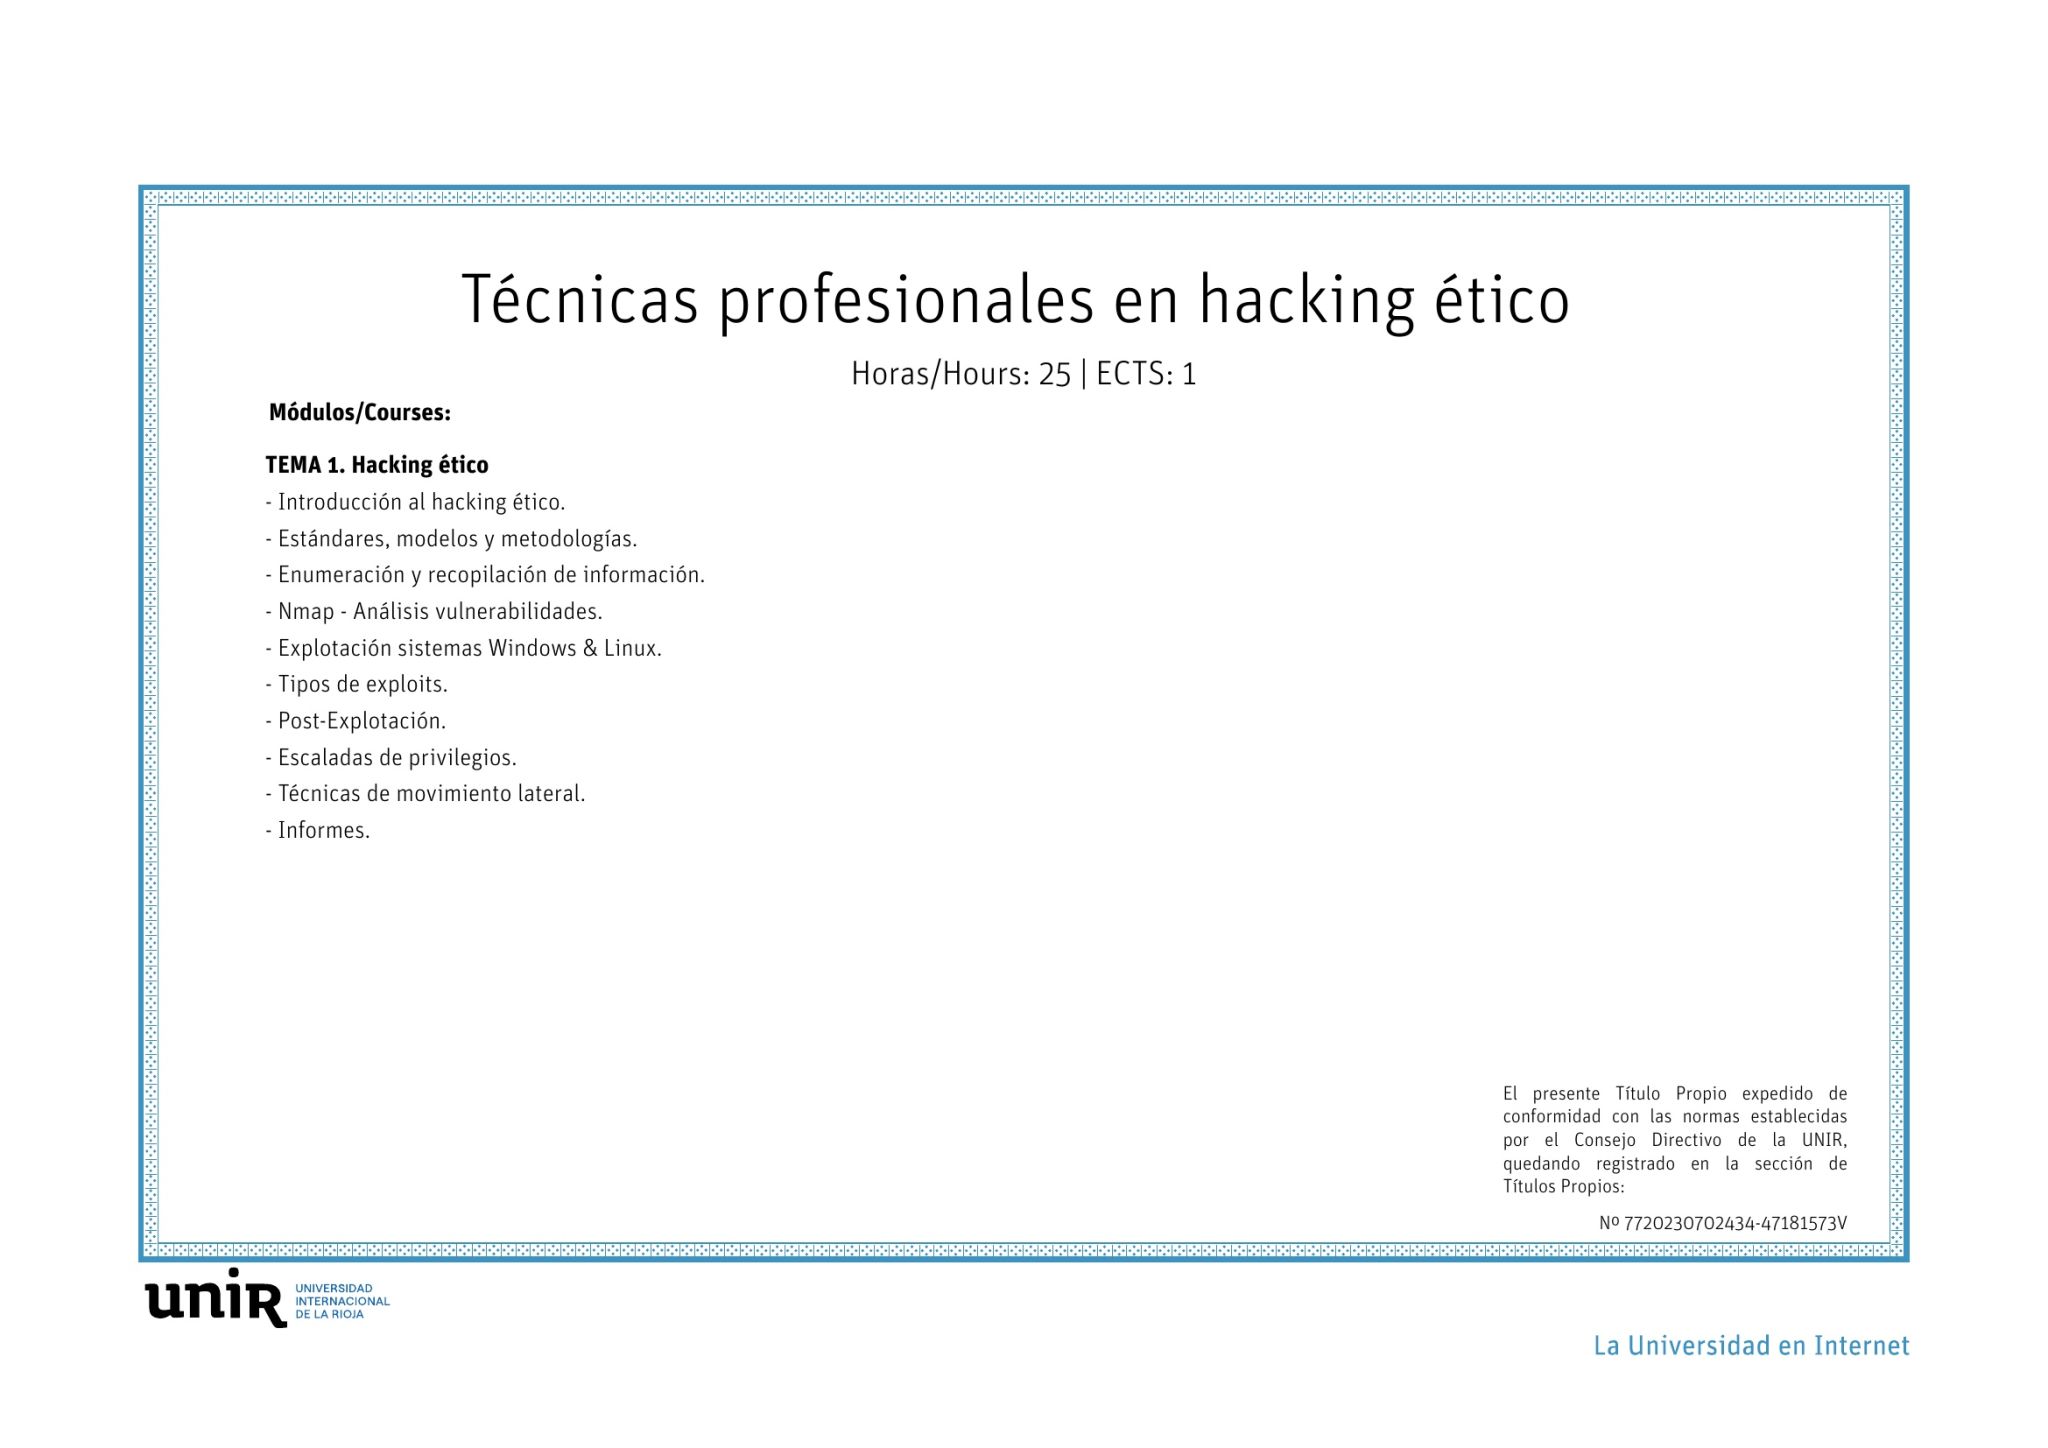 Técnicas profesionales en hacking ético
Horas/Hours: 25 | ECTS: 1
Módulos/Courses:
TEMA 1. Hacking ético
- Introducción al hacking ético.
- Estándares, modelos y metodologías.
- Enumeración y recopilación de información.
- Nmap - Análisis vulnerabilidades.
- Explotación sistemas Windows & Linux.
- Tipos de exploits.
- Post-Explotación.
- Escaladas de privilegios.
- Técnicas de movimiento lateral.
- Informes.
El presente Título Propio expedido de
conformidad con las normas establecidas
por el Consejo Directivo de la UNIR,
quedando registrado en la sección de
Títulos Propios:
Nº 7720230702434-47181573V
unir
UNIVERSIDAD
INTERNACIONAL
DE LA RIOJA
La Universidad en Internet